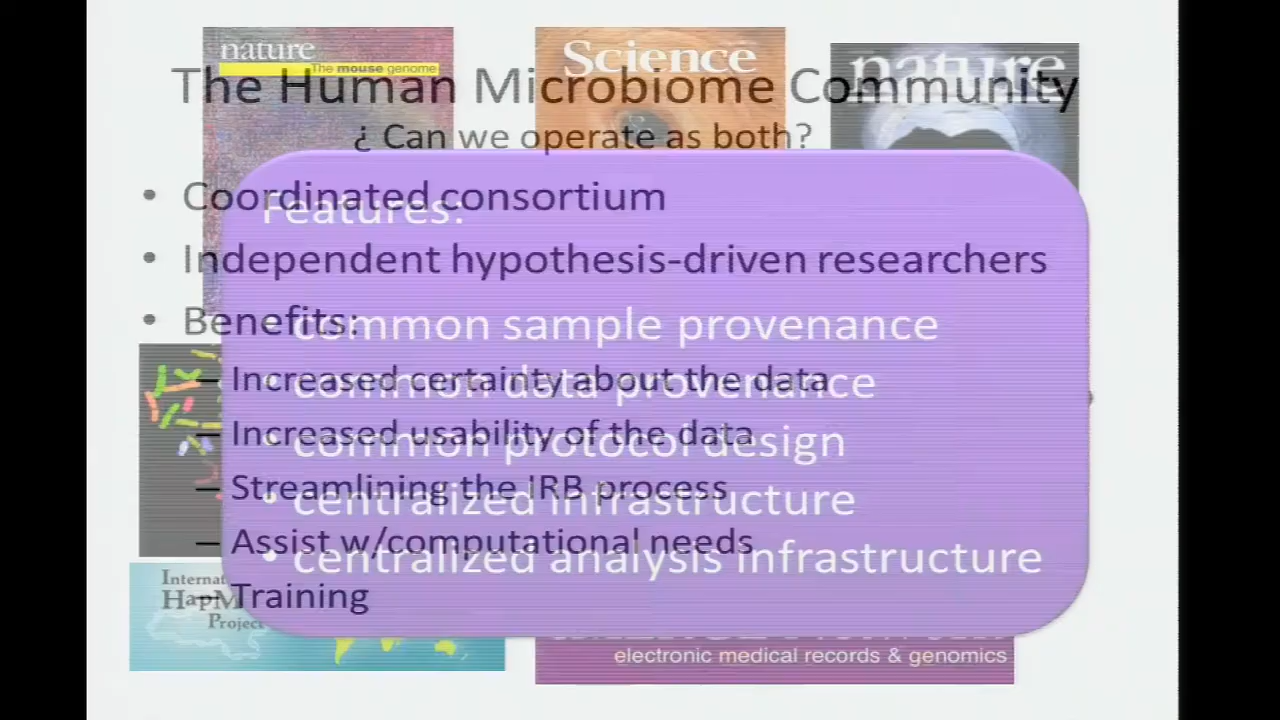 nature
The mouse genome
Science
nature
The Human Microbiome Community
¿ Can we operate as both?
• Coordinated consortium
Features:
• Independent hypothesis-driven researchers
• Benefits:
• common sample provenance
– Increased certainty about the data
• common data provenance
– Increased usability of the data
• common protocol design
– Streamlining the IRB process
• centralized infrastructure
– Assist w/computational needs
• centralized analysis infrastructure
– Training
HapM
Project
electronic medical records & genomics